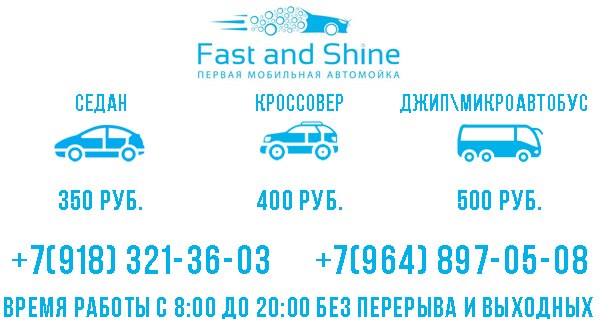 Fast and Shine
ПЕРВАЯ МОБИЛЬНАЯ АВТОМОЙКА
СЕДАН КРОССОВЕР ДЖИП\МИКРОАВТОБУС
350 РУБ. 400 РУБ. 500 РУБ.
+7(918) 321-36-03 +7(964) 897-05-08
ВРЕМЯ РАБОТЫ С 8:00 ДО 20:00 БЕЗ ПЕРЕРЫВА И ВЫХОДНЫХ